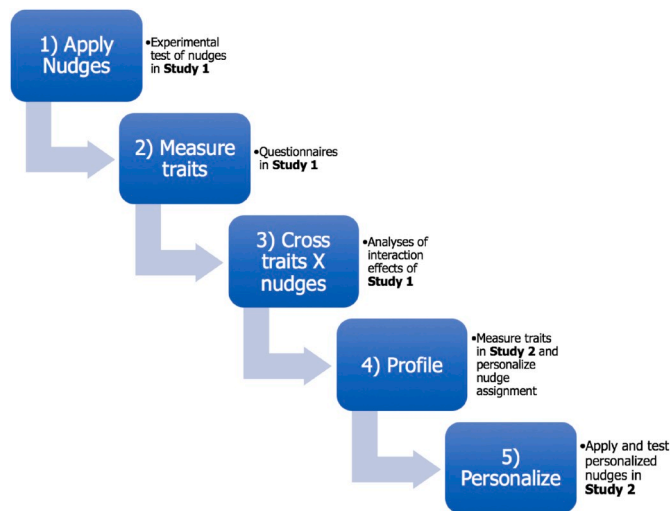 1) Apply
Nudges
•Experimental
test of nudges
in Study 1
2) Measure
traits
•Questionnaires
in Study 1
3) Cross
traits X
nudges
•Analyses of
interaction
effects of
Study 1
4) Profile
•Measure traits
in Study 2 and
personalize
nudge
assignment
5)
Personalize
•Apply and test
personalized
nudges in
Study 2